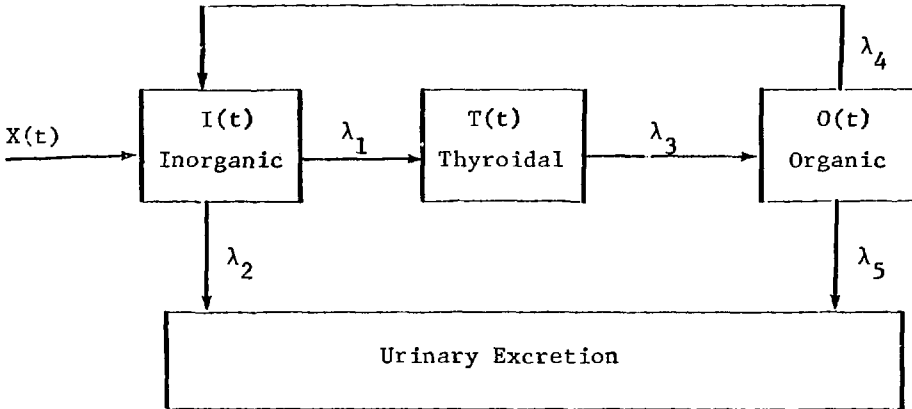 λ4
I(t)
Inorganic
T(t)
Thyroidal
O(t)
Organic
X(t)
λ1
λ3
λ2
λ5
Urinary Excretion